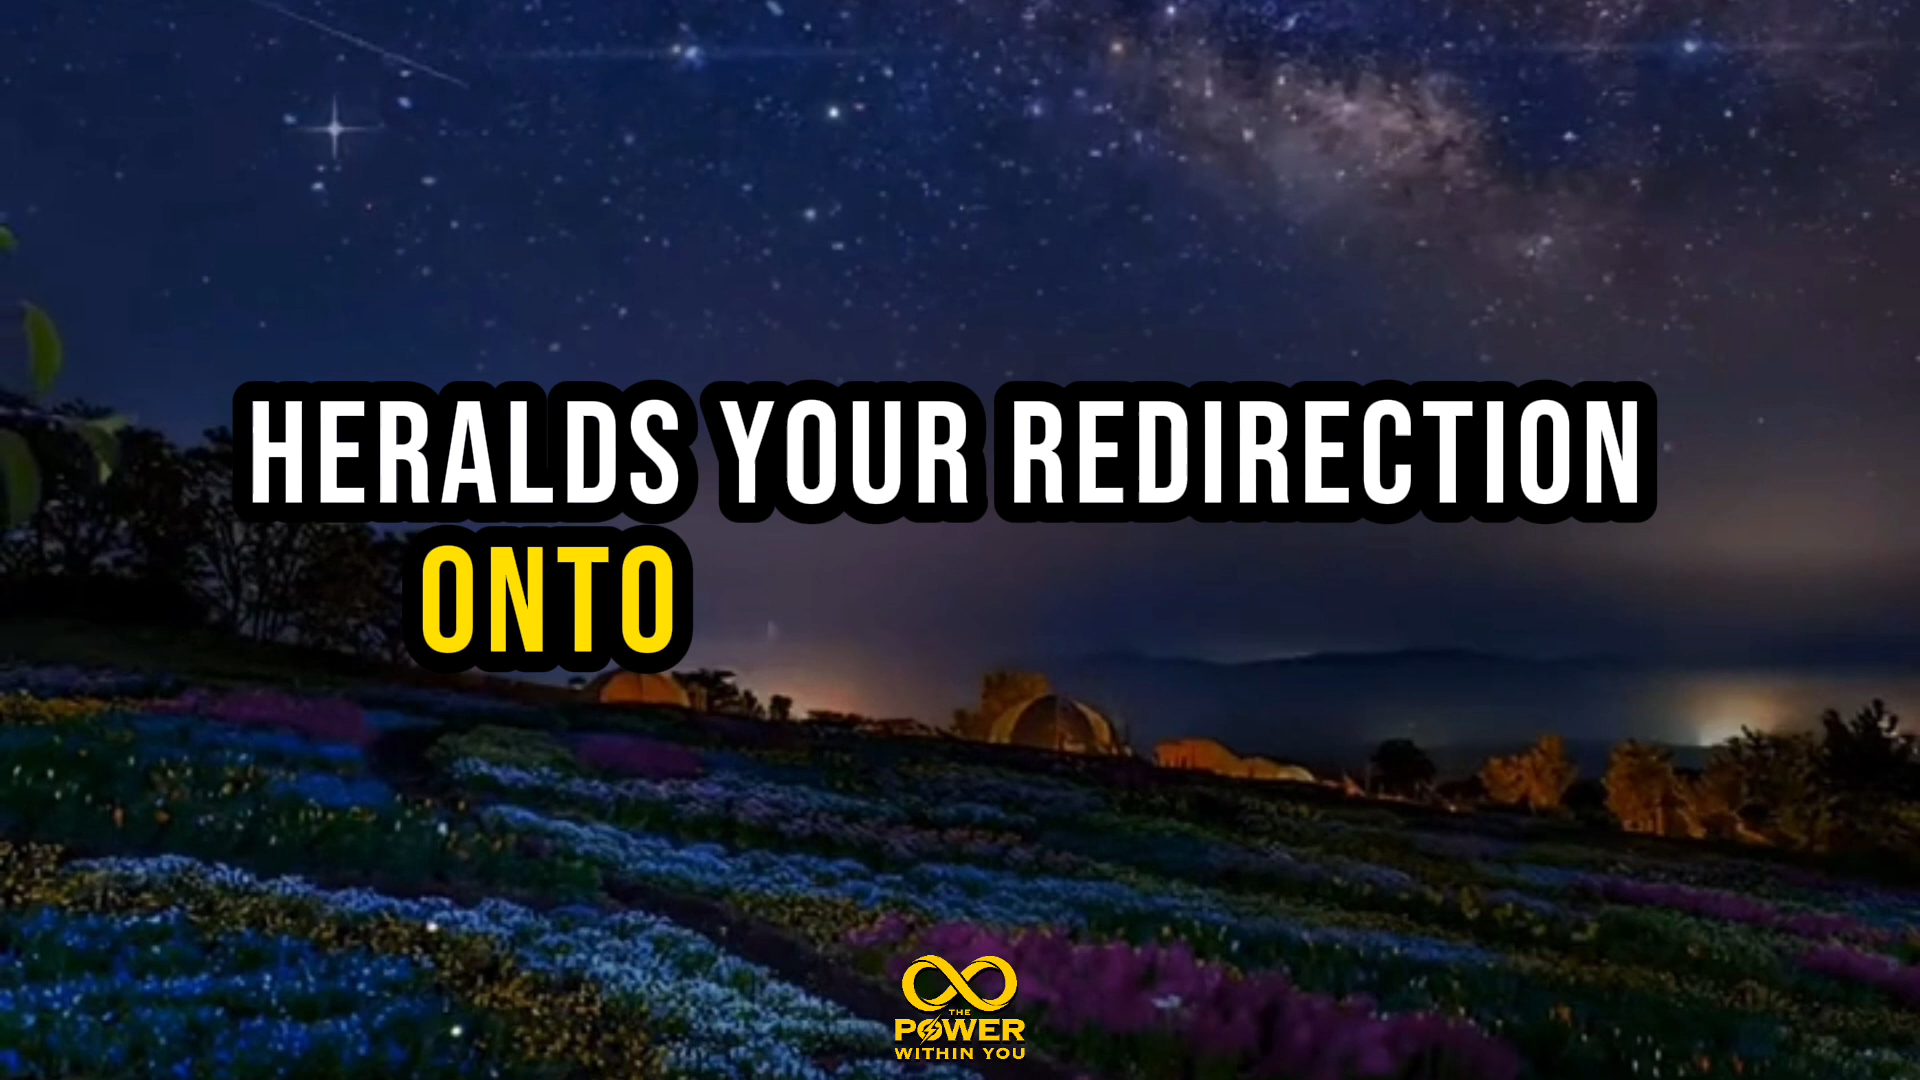 HERALDS YOUR REDIRECTION
ONTO
THE
POWER
WITHIN YOU